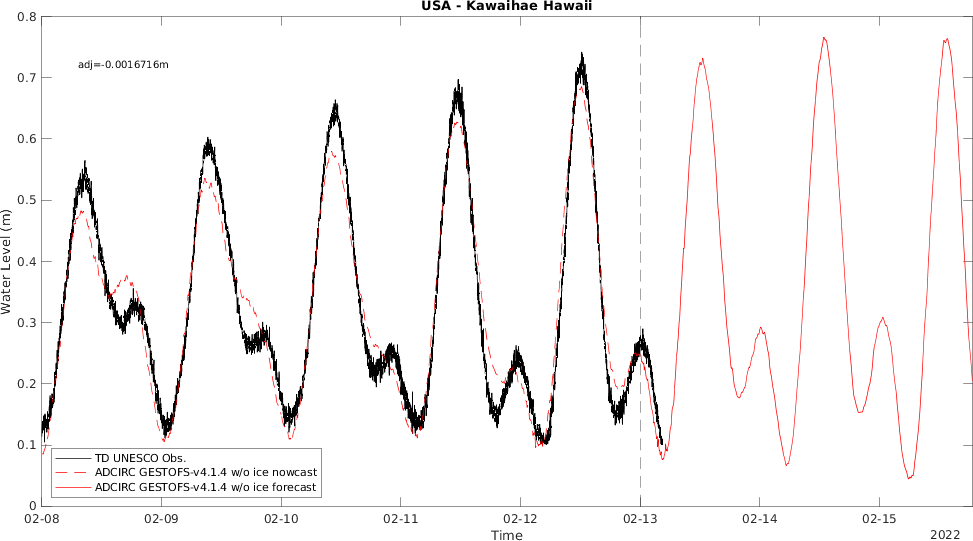 USA - Kawaihae Hawaii
0.8
0.7
0.6
0.5
0.4
0.3
0.2
0.1
0
Water Level (m)
adj=-0.0016716m
TD UNESCO Obs.
ADCIRC GESTOFS-v4.1.4 w/o ice nowcast
ADCIRC GESTOFS-v4.1.4 w/o ice forecast
02-08 02-09 02-10 02-11 02-12 02-13 02-14 02-15
Time
2022